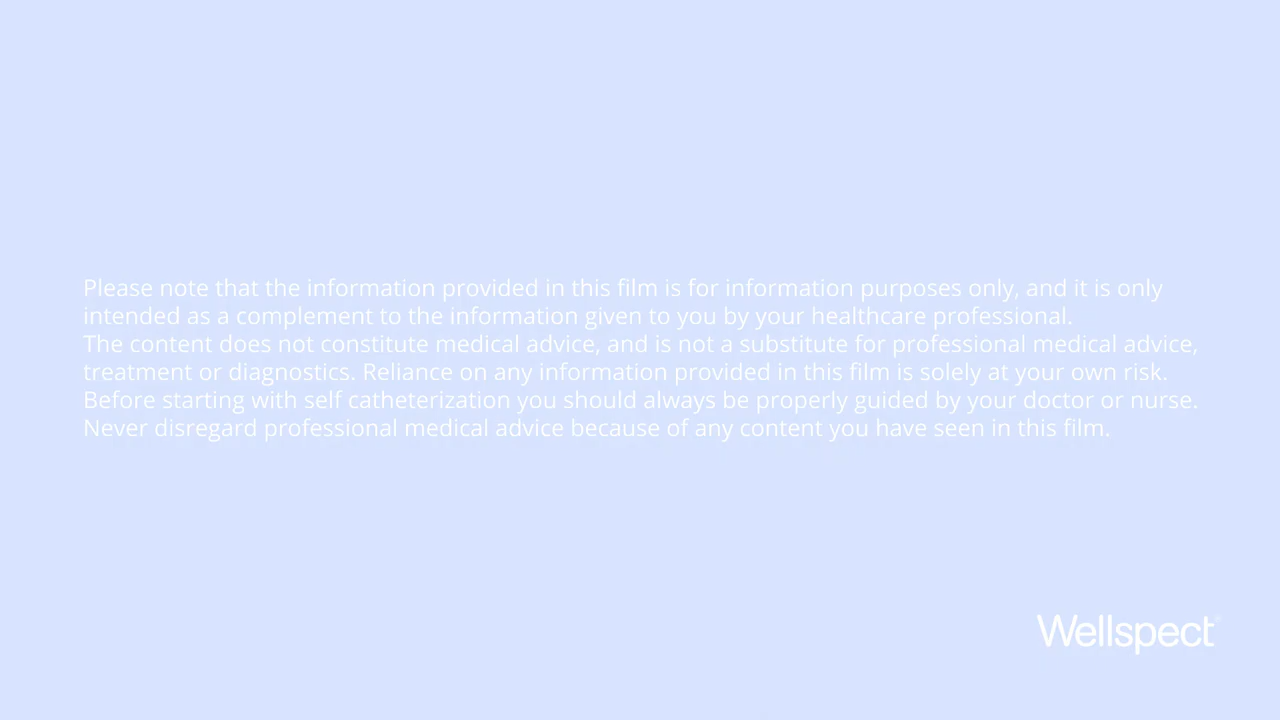 Please note that the information provided in this film is for information purposes only, and it is only
intended as a complement to the information given to you by your healthcare professional.
The content does not constitute medical advice, and is not a substitute for professional medical advice,
treatment or diagnostics. Reliance on any information provided in this film is solely at your own risk.
Before starting with self catheterization you should always be properly guided by your doctor or nurse.
Never disregard professional medical advice because of any content you have seen in this film.
Wellspect®